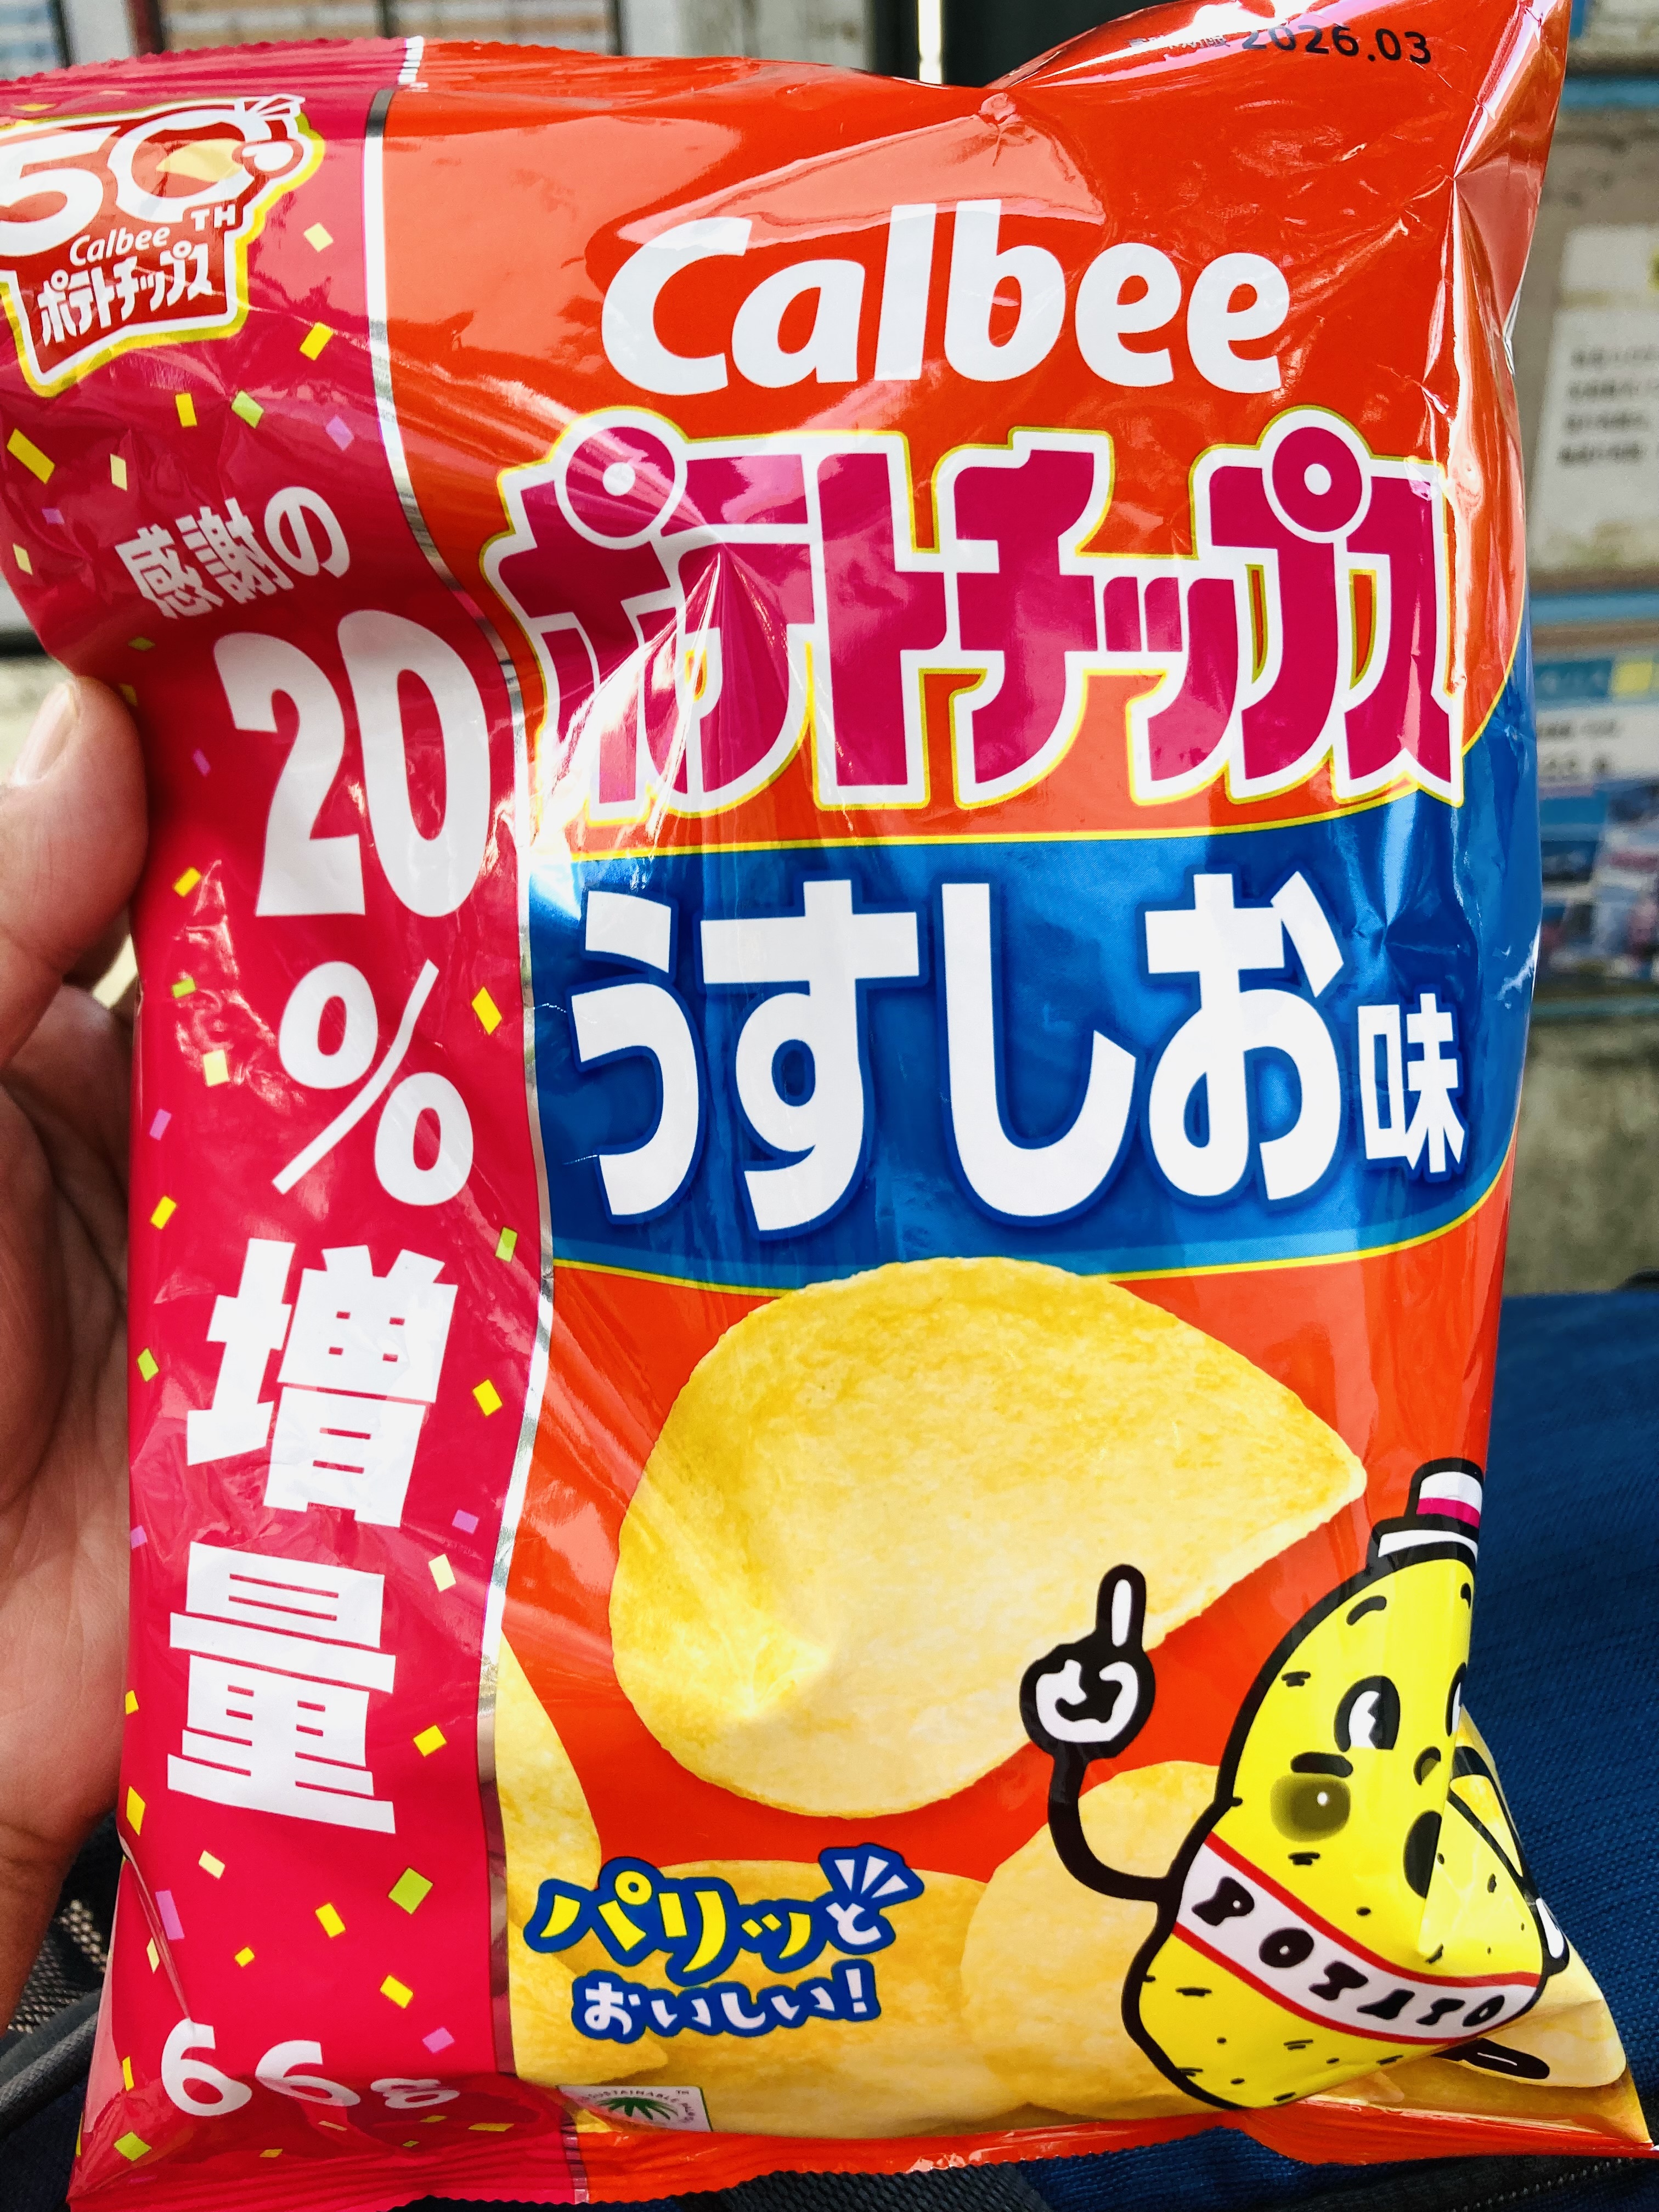 2026.03
50TH
Calbee
ポテトチップス
Calbee
ポテトチップス
うすしお味
感謝の
20
%
増
量
パリッと
おいしい!
POTATO
66g